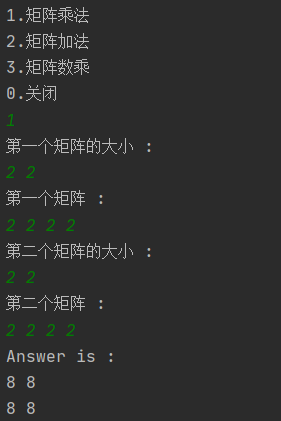 1.矩阵乘法
2.矩阵加法
3.矩阵数乘
0.关闭
1
第一个矩阵的大小 :
2 2
第一个矩阵 :
2 2 2 2
第二个矩阵的大小 :
2 2
第二个矩阵 :
2 2 2 2
Answer is :
8 8
8 8